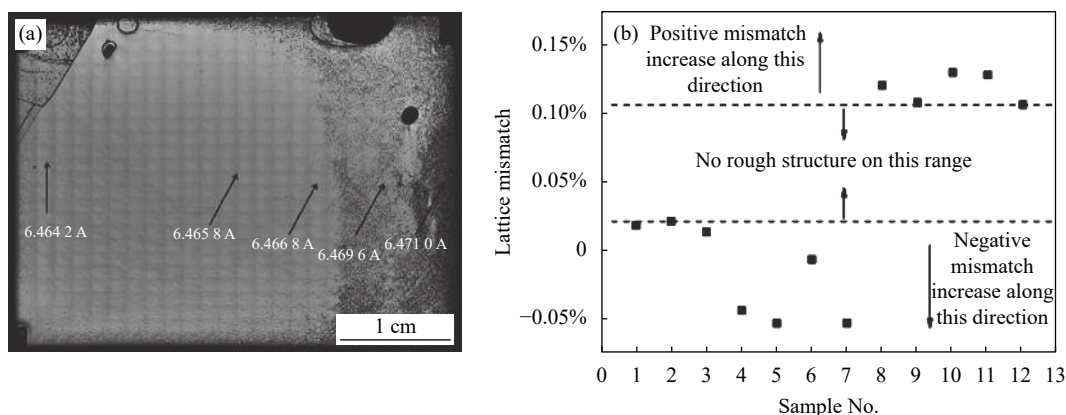 (a)
6.464 2 A
6.465 8 A
6.466 8 A
6.469 6 A
6.471 0 A
1 cm
(b)
Positive mismatch
increase along this
direction
No rough structure on this range
Negative
mismatch
increase along
this direction
Lattice mismatch
0.15%
0.10%
0.05%
0
−0.05%
0 1 2 3 4 5 6 7 8 9 10 11 12 13
Sample No.